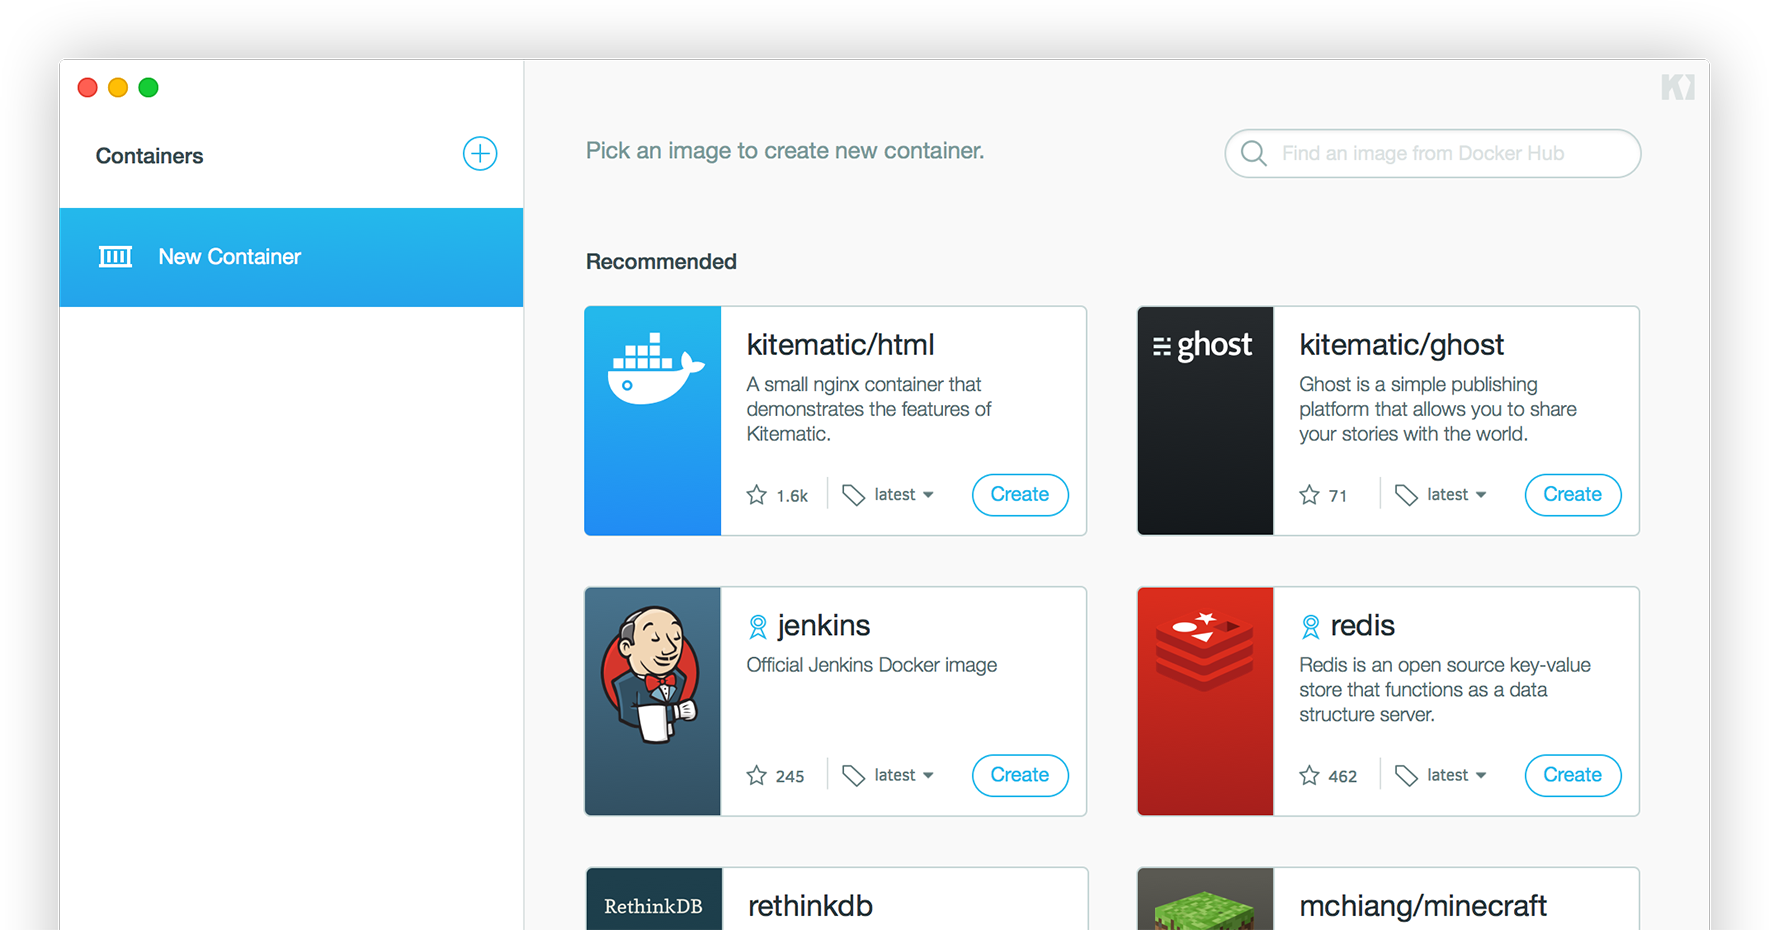 Containers
New Container
Pick an image to create new container.
Find an image from Docker Hub
Recommended
kitematic/html
A small nginx container that
demonstrates the features of
Kitematic.
1.6k
latest
Create
ghost
kitematic/ghost
Ghost is a simple publishing
platform that allows you to share
your stories with the world.
71
latest
Create
jenkins
Official Jenkins Docker image
245
latest
Create
redis
Redis is an open source key-value
store that functions as a data
structure server.
462
latest
Create
RethinkDB
rethinkdb
mchiang/minecraft